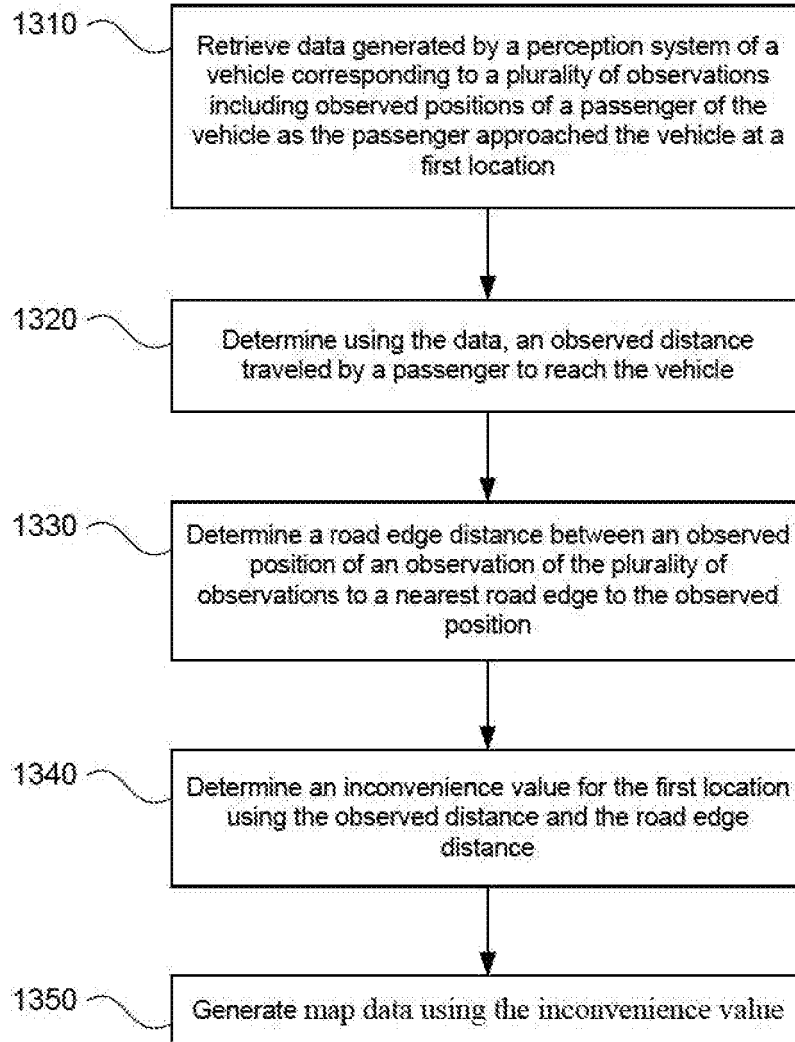 1310
Retrieve data generated by a perception system of a
vehicle corresponding to a plurality of observations
including observed positions of a passenger of the
vehicle as the passenger approached the vehicle at a
first location
1320
Determine using the data, an observed distance
traveled by a passenger to reach the vehicle
1330
Determine a road edge distance between an observed
position of an observation of the plurality of
observations to a nearest road edge to the observed
position
1340
Determine an inconvenience value for the first location
using the observed distance and the road edge
distance
1350
Generate map data using the inconvenience value